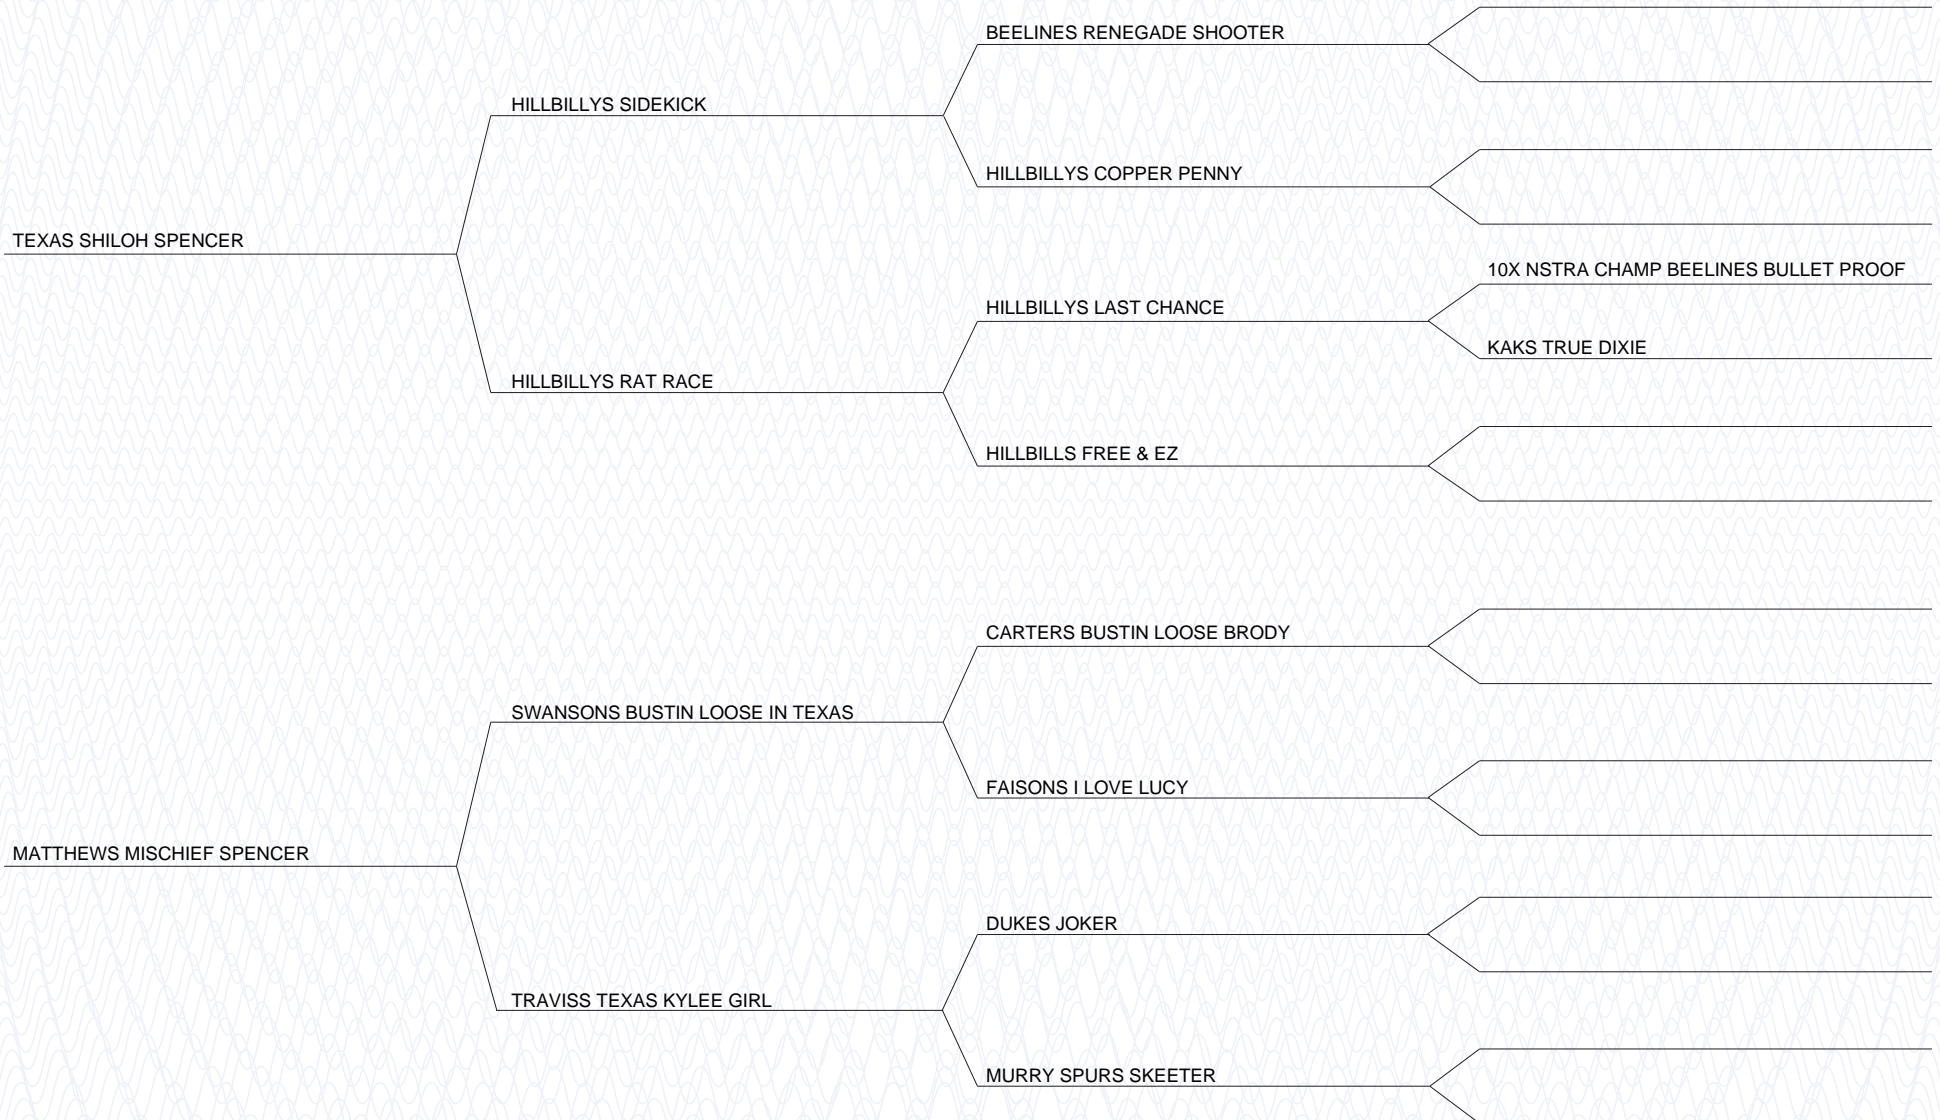 BEELINES RENEGADE SHOOTER
HILLBILLYS SIDEKICK
HILLBILLYS COPPER PENNY
TEXAS SHILOH SPENCER
10X NSTRA CHAMP BEELINES BULLET PROOF
HILLBILLYS LAST CHANCE
KAKS TRUE DIXIE
HILLBILLYS RAT RACE
HILLBILLS FREE & EZ
CARTERS BUSTIN LOOSE BRODY
SWANSONS BUSTIN LOOSE IN TEXAS
FAISONS I LOVE LUCY
MATTHEWS MISCHIEF SPENCER
DUKES JOKER
TRAVISS TEXAS KYLEE GIRL
MURRY SPURS SKEETER